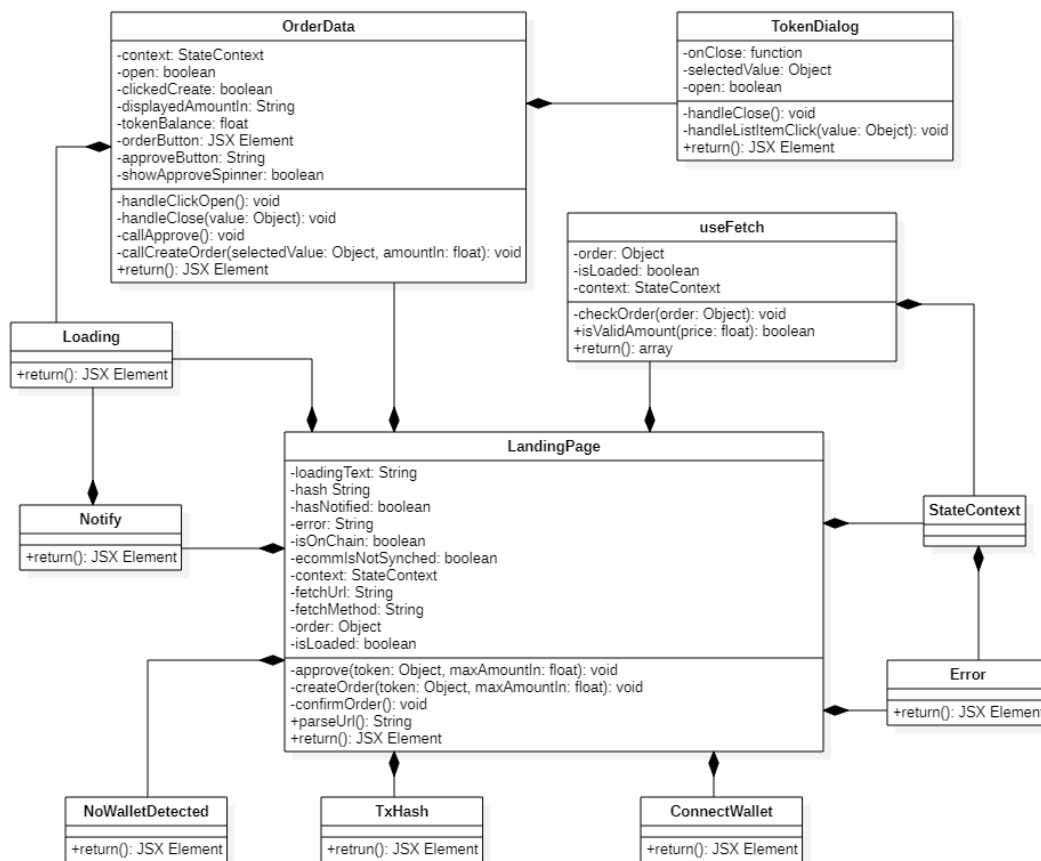 OrderData
-context: StateContext
-open: boolean
-clickedCreate: boolean
-displayedAmountIn: String
-tokenBalance: float
-orderButton: JSX Element
-approveButton: String
-showApproveSpinner: boolean
-handleClickOpen(): void
-handleClose(value: Object): void
-callApprove(): void
-callCreateOrder(selectedValue: Object, amountIn: float): void
+return(): JSX Element
TokenDialog
-onClose: function
-selectedValue: Object
-open: boolean
-handleClose(): void
-handleListItemClick(value: Obejct): void
+return(): JSX Element
useFetch
-order: Object
-isLoaded: boolean
-context: StateContext
-checkOrder(order: Object): void
+isValidAmount(price: float): boolean
+return(): array
Loading
+return(): JSX Element
LandingPage
-loadingText: String
-hash String
-hasNotified: boolean
-error: String
-isOnChain: boolean
-ecommIsNotSynched: boolean
-context: StateContext
-fetchUrl: String
-fetchMethod: String
-order: Object
-isLoaded: boolean
-approve(token: Object, maxAmountIn: float): void
-createOrder(token: Object, maxAmountIn: float): void
-confirmOrder(): void
+parseUrl(): String
+return(): JSX Element
Notify
+return(): JSX Element
StateContext
Error
+return(): JSX Element
NoWalletDetected
+return(): JSX Element
TxHash
+retrun(): JSX Element
ConnectWallet
+return(): JSX Element